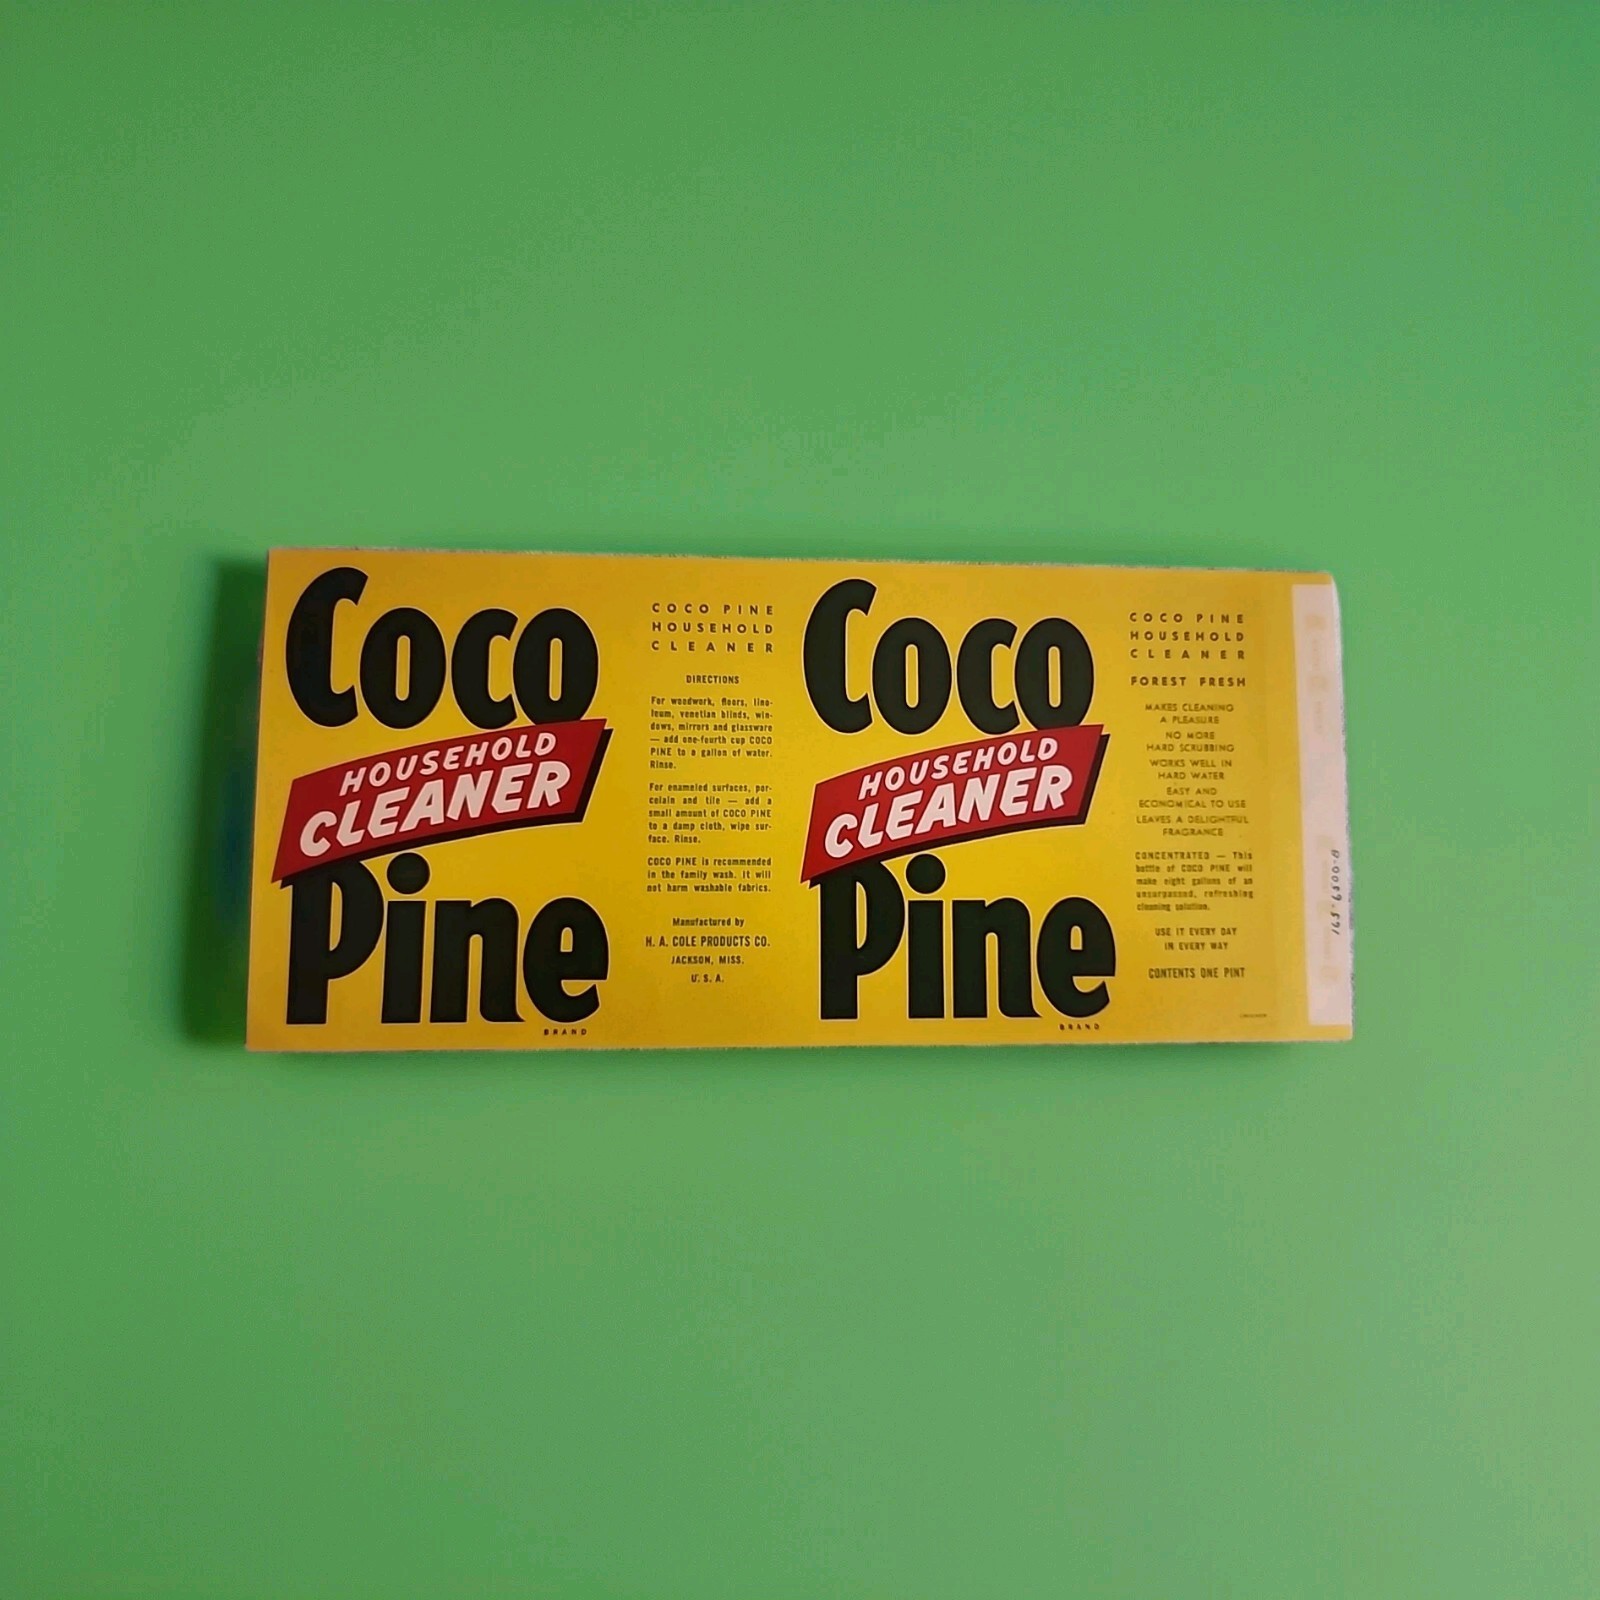 Coco
HOUSEHOLD
CLEANER
Pine
BRAND
COCO PINE
HOUSEHOLD
CLEANER
DIRECTIONS
For woodwork, floors, lino-
leum, venetian blinds, win-
dows, mirrors and glassware
— add one-fourth cup COCO
PINE to a gallon of water.
Rinse.
For enameled surfaces, por-
celain and tile — add a
small amount of COCO PINE
to a damp cloth, wipe sur-
face. Rinse.
COCO PINE is recommended
in the family wash. It will
not harm washable fabrics.
Manufactured by
H. A. COLE PRODUCTS CO.
JACKSON, MISS.
U. S. A.
Coco
HOUSEHOLD
CLEANER
Pine
BRAND
COCO PINE
HOUSEHOLD
CLEANER
FOREST FRESH
MAKES CLEANING
A PLEASURE
NO MORE
HARD SCRUBBING
WORKS WELL IN
HARD WATER
EASY AND
ECONOMICAL TO USE
LEAVES A DELIGHTFUL
FRAGRANCE
CONCENTRATED — This
bottle of COCO PINE will
make eight gallons of an
unsurpassed, refreshing
cleaning solution.
USE IT EVERY DAY
IN EVERY WAY
CONTENTS ONE PINT